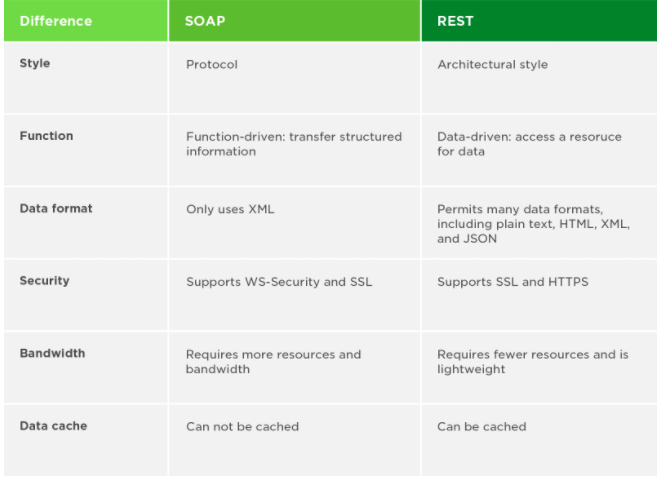 Difference SOAP REST
Style Protocol Architectural style
Function Function-driven: transfer structured Data-driven: access a resoruce
information for data
Data format Only uses XML Permits many data formats,
including plain text, HTML, XML,
and JSON
Security Supports WS-Security and SSL Supports SSL and HTTPS
Bandwidth Requires more resources and Requires fewer resources and is
bandwidth lightweight
Data cache Can not be cached Can be cached